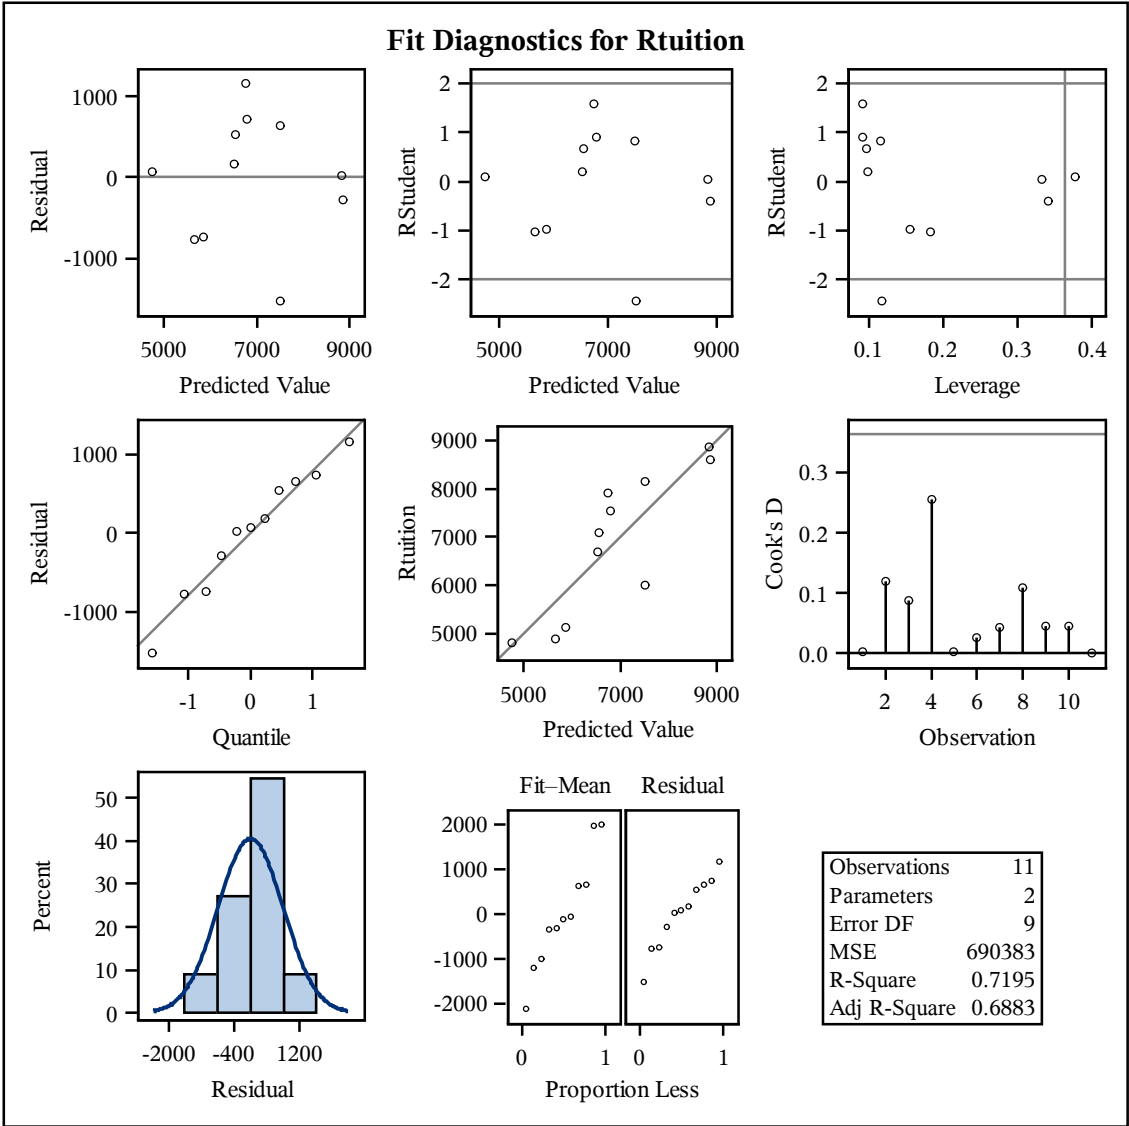 Fit Diagnostics for Rtuition
1000
0
-1000
Residual
5000 7000 9000
Predicted Value
2
1
0
-1
-2
RStudent
5000 7000 9000
Predicted Value
2
1
0
-1
-2
RStudent
0.1 0.2 0.3 0.4
Leverage
1000
0
-1000
Residual
-1 0 1
Quantile
9000
8000
7000
6000
5000
Rtuition
5000 7000 9000
Predicted Value
0.3
0.2
0.1
0.0
Cook's D
2 4 6 8 10
Observation
50
40
30
20
10
0
Percent
-2000 -400 1200
Residual
Fit–Mean Residual
2000
1000
0
-1000
-2000
0 1 0 1
Proportion Less
Observations 11
Parameters 2
Error DF 9
MSE 690383
R-Square 0.7195
Adj R-Square 0.6883